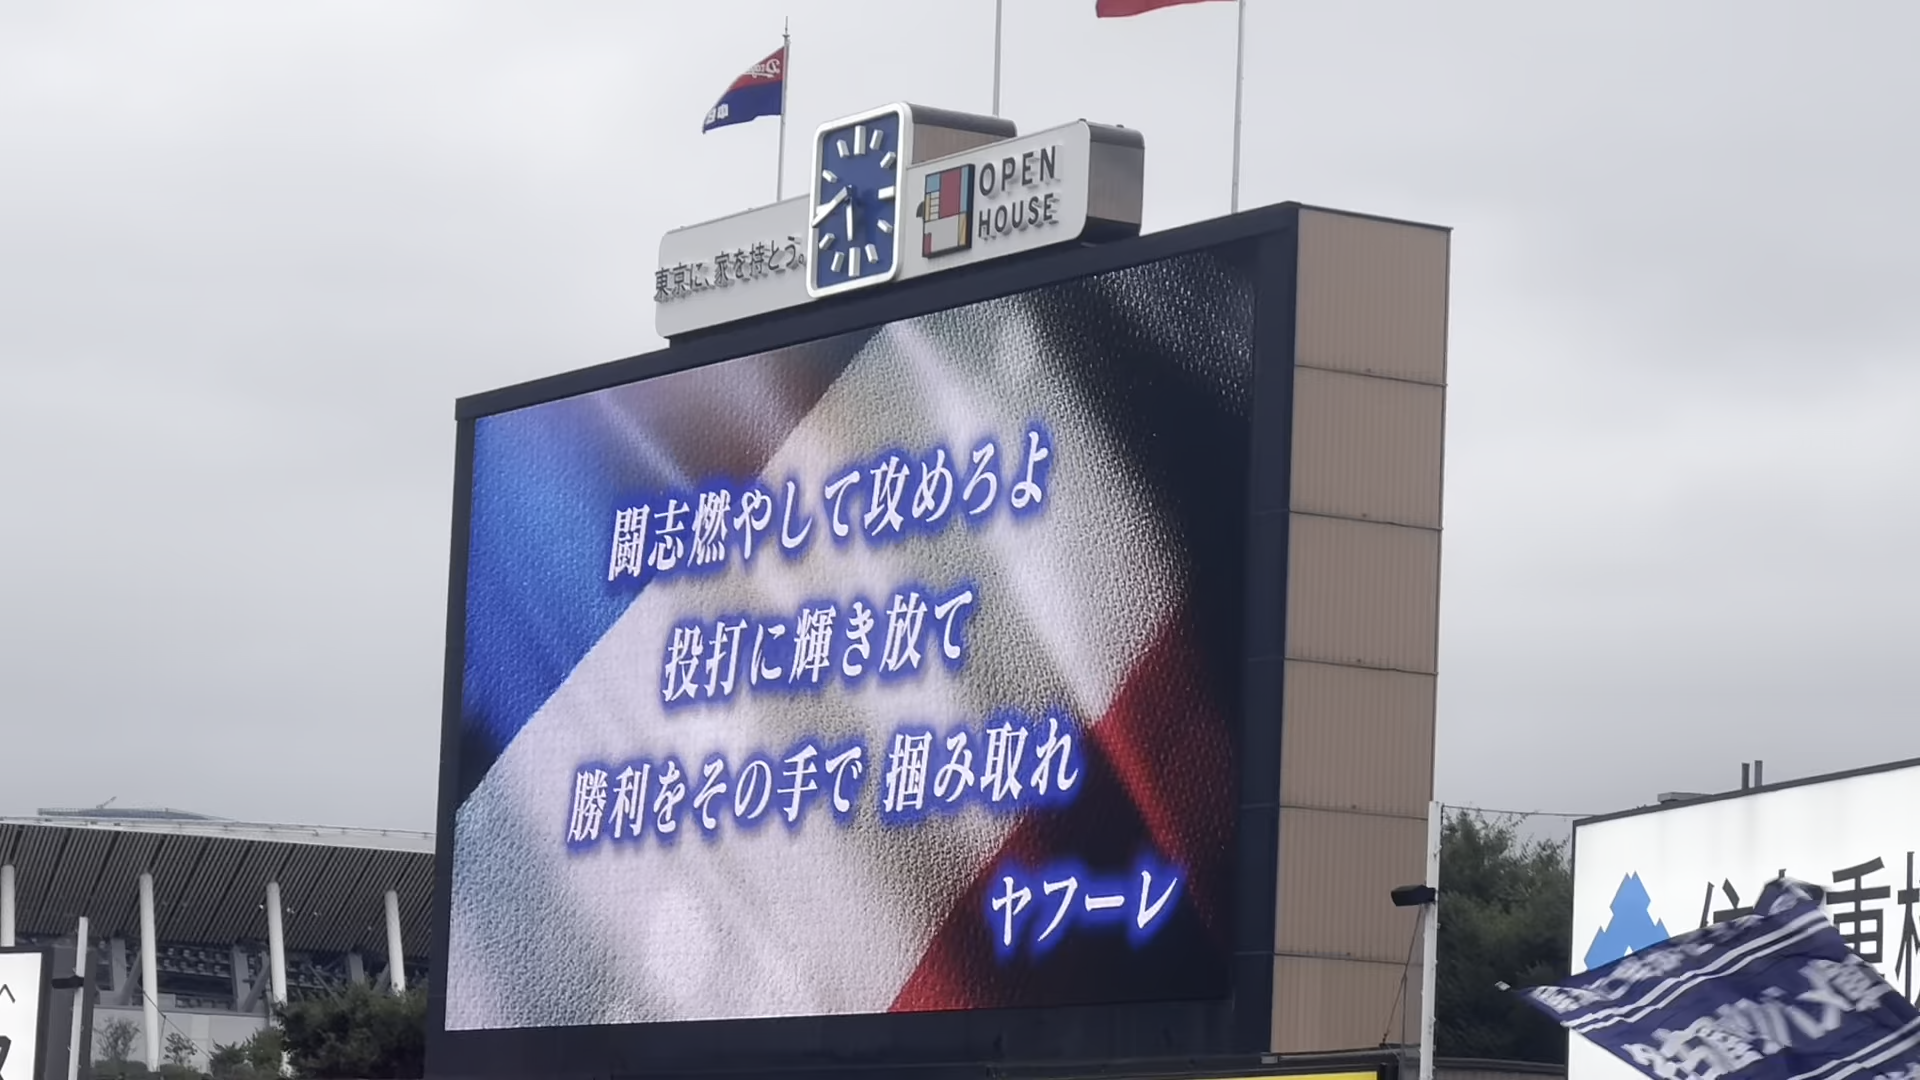 東京に、家を持とう。
OPEN
HOUSE
闘志燃やして攻めろよ
投打に輝き放て
勝利をその手で 掴み取れ
ヤフーレ